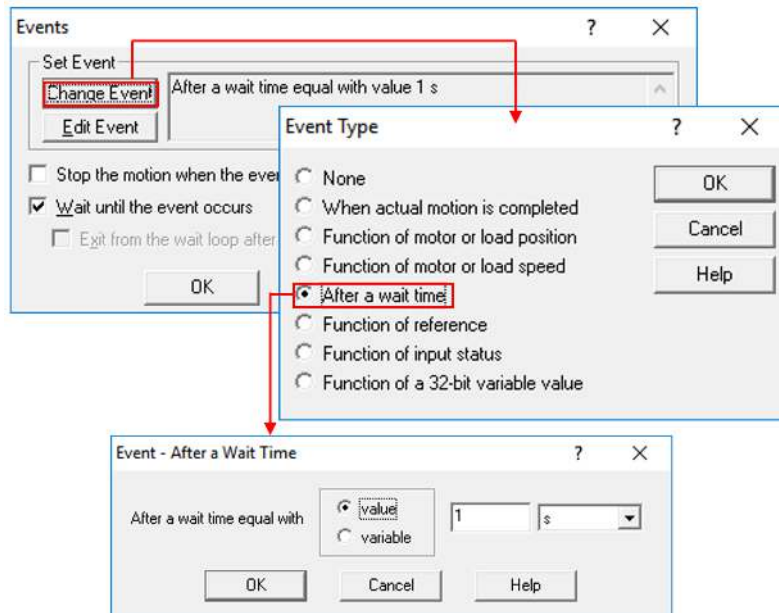 Events ? X
Set Event
Change Event
After a wait time equal with value 1 s
Edit Event
Stop the motion when the even
Wait until the event occurs
Exit from the wait loop after
OK
Event Type ? X
None
When actual motion is completed
Function of motor or load position
Function of motor or load speed
After a wait time
Function of reference
Function of input status
Function of a 32-bit variable value
OK
Cancel
Help
Event - After a Wait Time ? X
After a wait time equal with
value
variable
1
s
OK Cancel Help